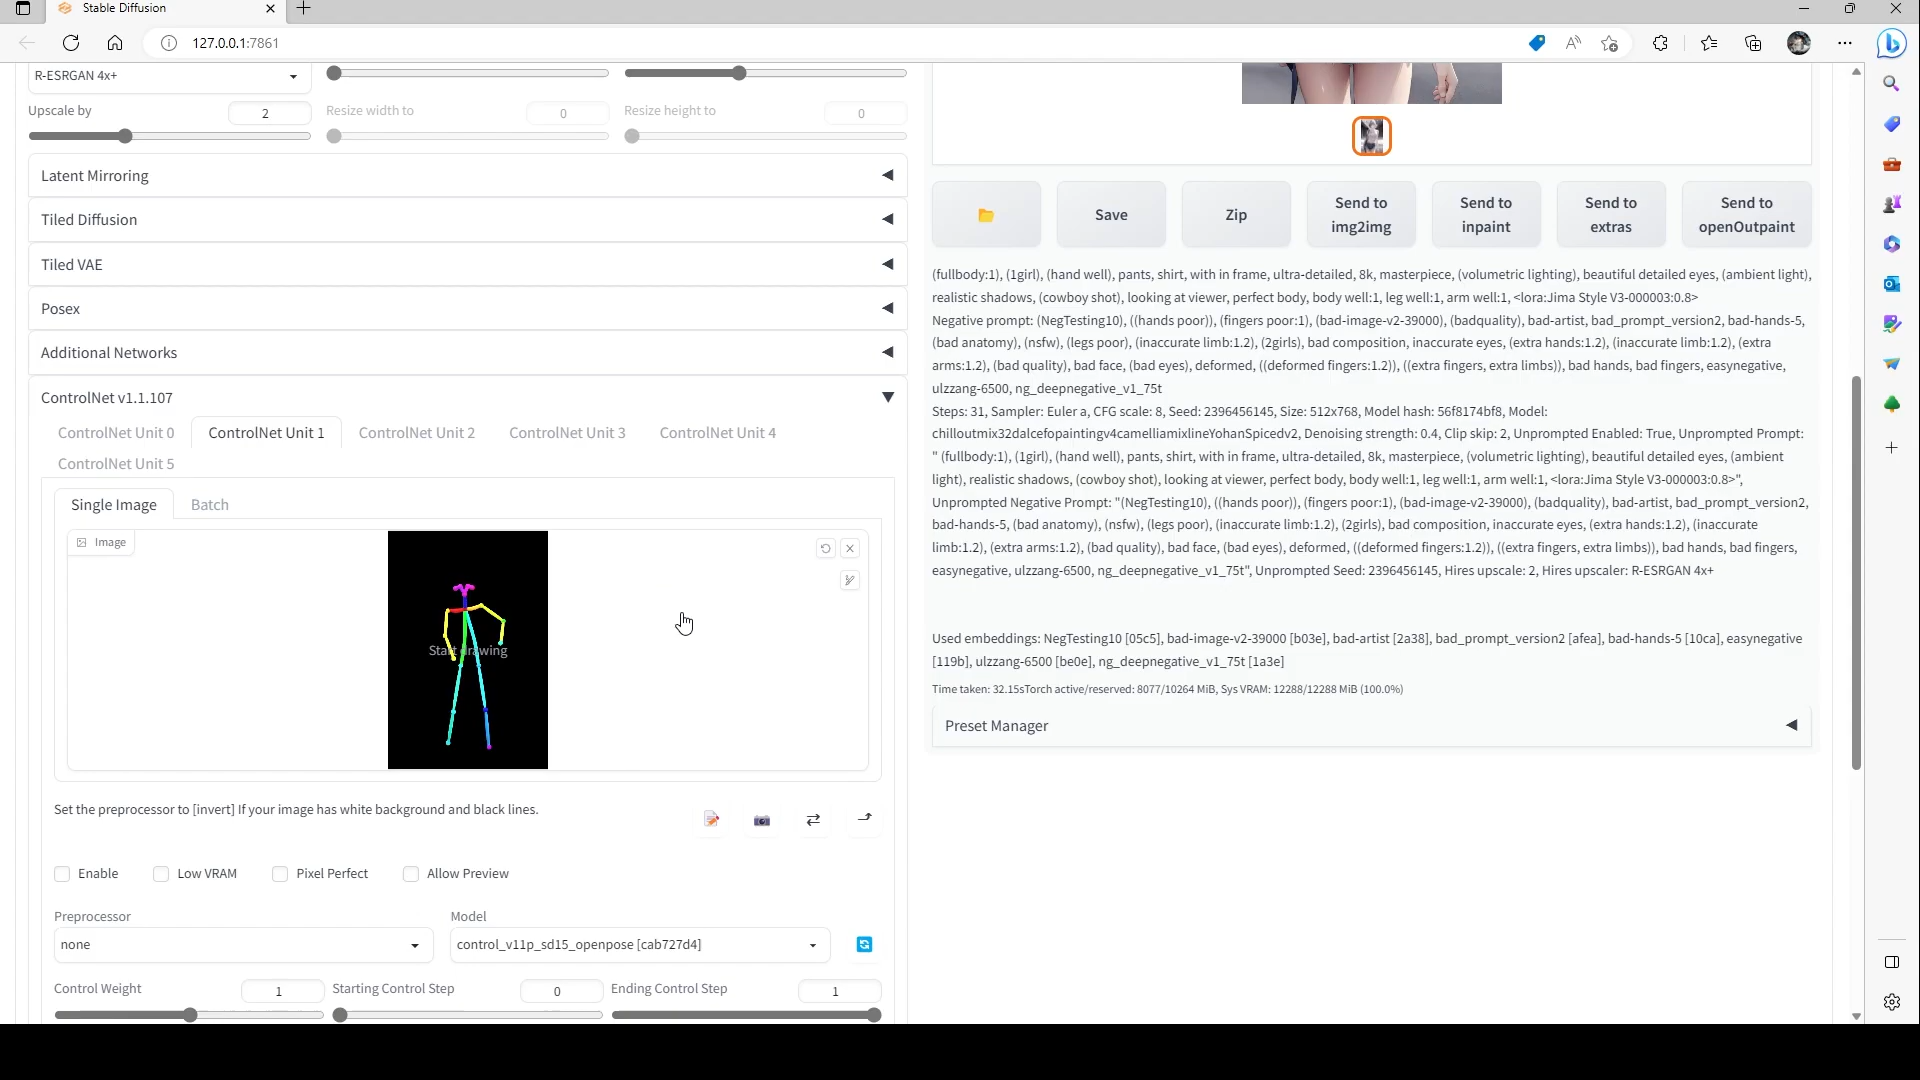 Stable Diffusion
127.0.0.1:7861
R-ESRGAN 4x+
Upscale by
2
Resize width to
0
Resize height to
0
Latent Mirroring
Tiled Diffusion
Tiled VAE
Posex
Additional Networks
ControlNet v1.1.107
ControlNet Unit 0
ControlNet Unit 1
ControlNet Unit 2
ControlNet Unit 3
ControlNet Unit 4
ControlNet Unit 5
Single Image
Batch
Image
Start drawing
Set the preprocessor to [invert] If your image has white background and black lines.
Enable
Low VRAM
Pixel Perfect
Allow Preview
Preprocessor
none
Model
control_v11p_sd15_openpose [cab727d4]
Control Weight
1
Starting Control Step
0
Ending Control Step
1
Save
Zip
Send to
img2img
Send to
inpaint
Send to
extras
Send to
openOutpaint
(fullbody:1), (1girl), (hand well), pants, shirt, with in frame, ultra-detailed, 8k, masterpiece, (volumetric lighting), beautiful detailed eyes, (ambient light),
realistic shadows, (cowboy shot), looking at viewer, perfect body, body well:1, leg well:1, arm well:1, <lora:Jima Style V3-000003:0.8>
Negative prompt: (NegTesting10), ((hands poor)), (fingers poor:1), (bad-image-v2-39000), (badquality), bad-artist, bad_prompt_version2, bad-hands-5,
(bad anatomy), (nsfw), (legs poor), (inaccurate limb:1.2), (2girls), bad composition, inaccurate eyes, (extra hands:1.2), (inaccurate limb:1.2), (extra
arms:1.2), (bad quality), bad face, (bad eyes), deformed, ((deformed fingers:1.2)), ((extra fingers, extra limbs)), bad hands, bad fingers, easynegative,
ulzzang-6500, ng_deepnegative_v1_75t
Steps: 31, Sampler: Euler a, CFG scale: 8, Seed: 2396456145, Size: 512x768, Model hash: 56f8174bf8, Model:
chilloutmix32dalcefopaintingv4camelliamixlineYohanSpicedv2, Denoising strength: 0.4, Clip skip: 2, Unprompted Enabled: True, Unprompted Prompt:
" (fullbody:1), (1girl), (hand well), pants, shirt, with in frame, ultra-detailed, 8k, masterpiece, (volumetric lighting), beautiful detailed eyes, (ambient
light), realistic shadows, (cowboy shot), looking at viewer, perfect body, body well:1, leg well:1, arm well:1, <lora:Jima Style V3-000003:0.8>",
Unprompted Negative Prompt: "(NegTesting10), ((hands poor)), (fingers poor:1), (bad-image-v2-39000), (badquality), bad-artist, bad_prompt_version2,
bad-hands-5, (bad anatomy), (nsfw), (legs poor), (inaccurate limb:1.2), (2girls), bad composition, inaccurate eyes, (extra hands:1.2), (inaccurate
limb:1.2), (extra arms:1.2), (bad quality), bad face, (bad eyes), deformed, ((deformed fingers:1.2)), ((extra fingers, extra limbs)), bad hands, bad fingers,
easynegative, ulzzang-6500, ng_deepnegative_v1_75t", Unprompted Seed: 2396456145, Hires upscale: 2, Hires upscaler: R-ESRGAN 4x+
Used embeddings: NegTesting10 [05c5], bad-image-v2-39000 [b03e], bad-artist [2a38], bad_prompt_version2 [afea], bad-hands-5 [10ca], easynegative
[119b], ulzzang-6500 [be0e], ng_deepnegative_v1_75t [1a3e]
Time taken: 32.15sTorch active/reserved: 8077/10264 MiB, Sys VRAM: 12288/12288 MiB (100.0%)
Preset Manager